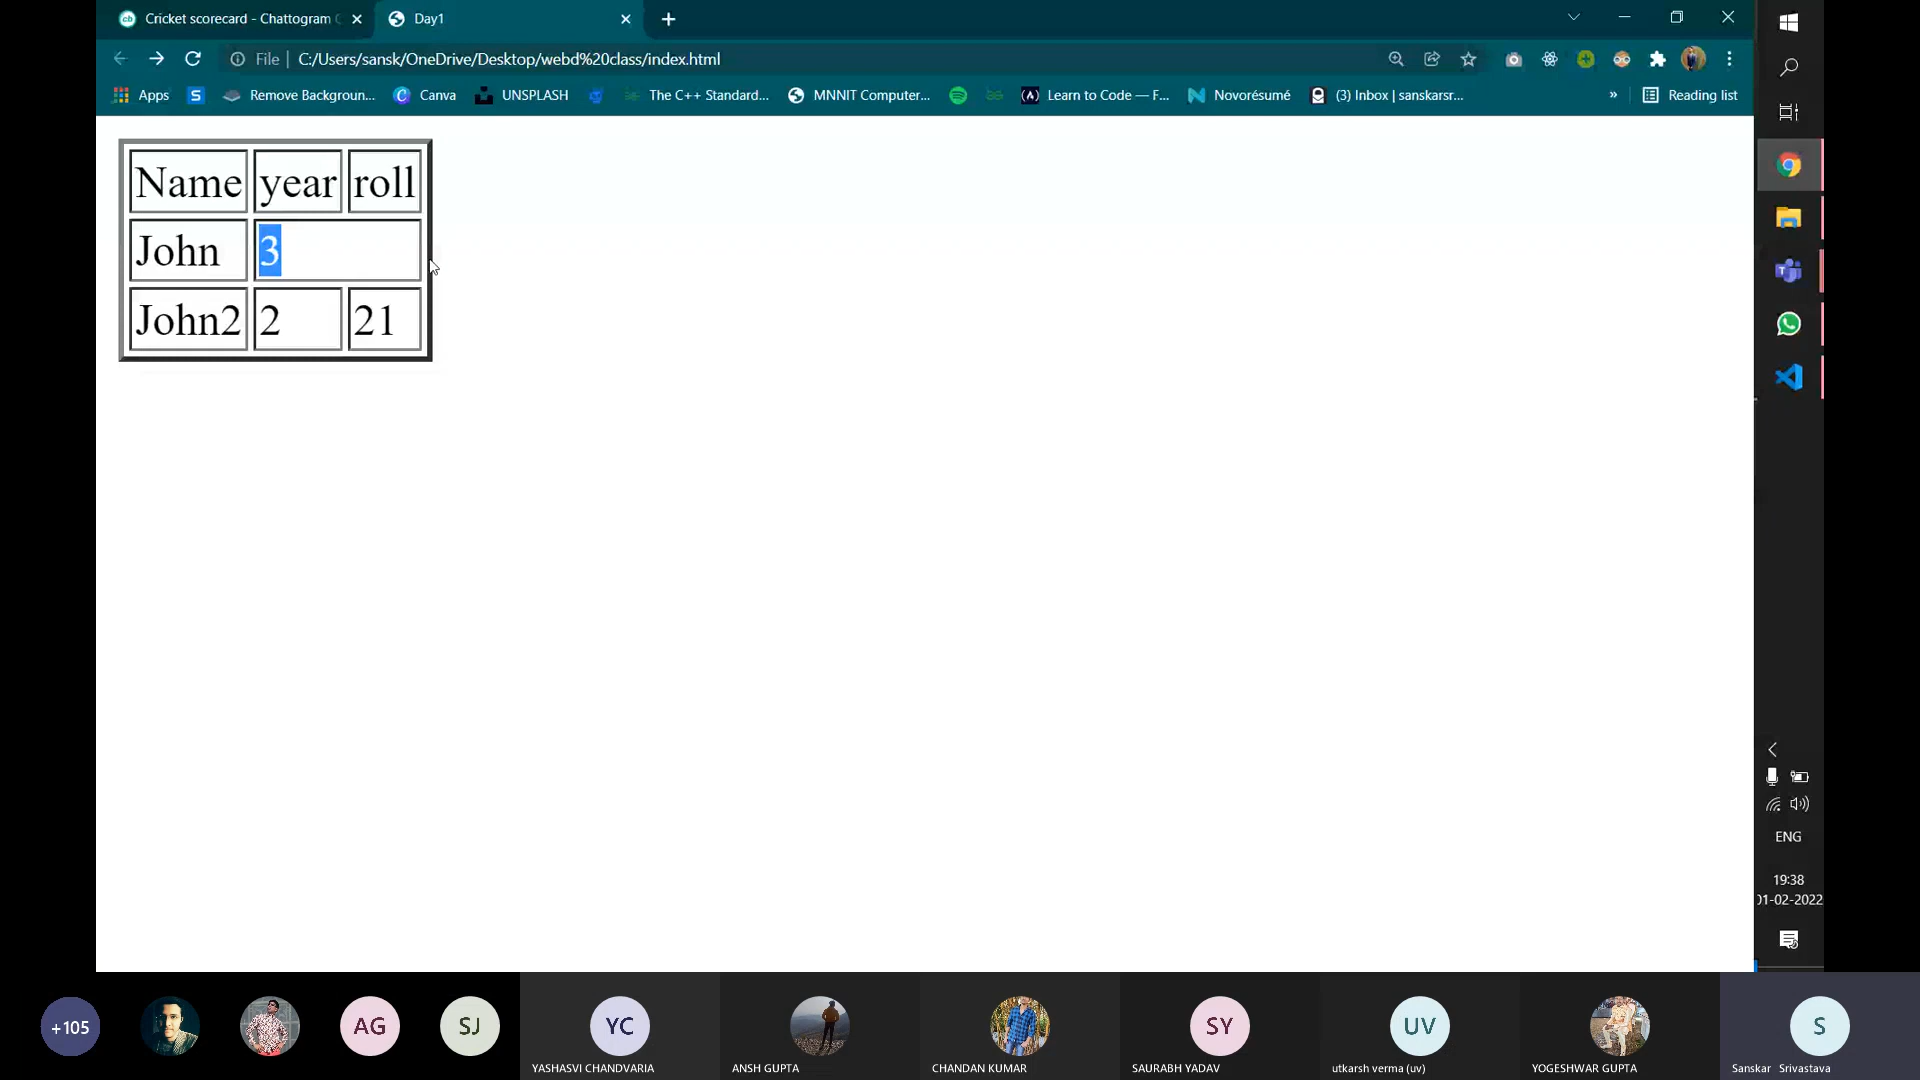 Cricket scorecard - Chattogram
Day1
File
C:/Users/sansk/OneDrive/Desktop/webd%20class/index.html
Apps
S
Remove Backgroun...
Canva
UNSPLASH
The C++ Standard...
MNNIT Computer...
Learn to Code — F...
Novorésumé
(3) Inbox | sanskarsr...
»
Reading list
Name year roll
John 3
John2 2 21
ENG
19:38
01-02-2022
+105
AG
SJ
YC
SY
UV
S
YASHASVI CHANDVARIA
ANSH GUPTA
CHANDAN KUMAR
SAURABH YADAV
utkarsh verma (uv)
YOGESHWAR GUPTA
Sanskar Srivastava